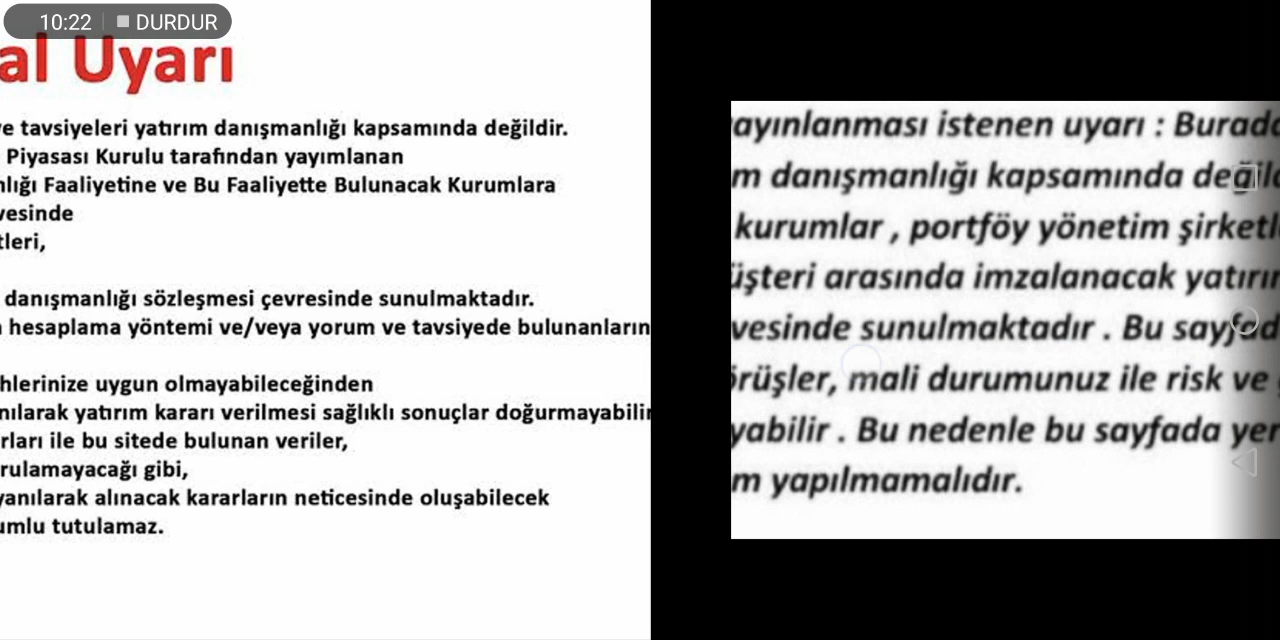 10:22 DURDUR
al Uyarı
ve tavsiyeleri yatırım danışmanlığı kapsamında değildir.
Piyasası Kurulu tarafından yayımlanan
nlığı Faaliyetine ve Bu Faaliyette Bulunacak Kurumlara
vesinde
tleri,
danışmanlığı sözleşmesi çevresinde sunulmaktadır.
hesaplama yöntemi ve/veya yorum ve tavsiyede bulunanların
hlerinize uygun olmayabileceğinden
nılarak yatırım kararı verilmesi sağlıklı sonuçlar doğurmayabilir
rları ile bu sitede bulunan veriler,
rulamayacağı gibi,
yanılarak alınacak kararların neticesinde oluşabilecek
umlu tutulamaz.
ayınlanması istenen uyarı : Burada
m danışmanlığı kapsamında değild
kurumlar , portföy yönetim şirketl
üşteri arasında imzalanacak yatırım
vesinde sunulmaktadır . Bu sayfad
örüşler, mali durumunuz ile risk ve
yabilir . Bu nedenle bu sayfada yer
m yapılmamalıdır.